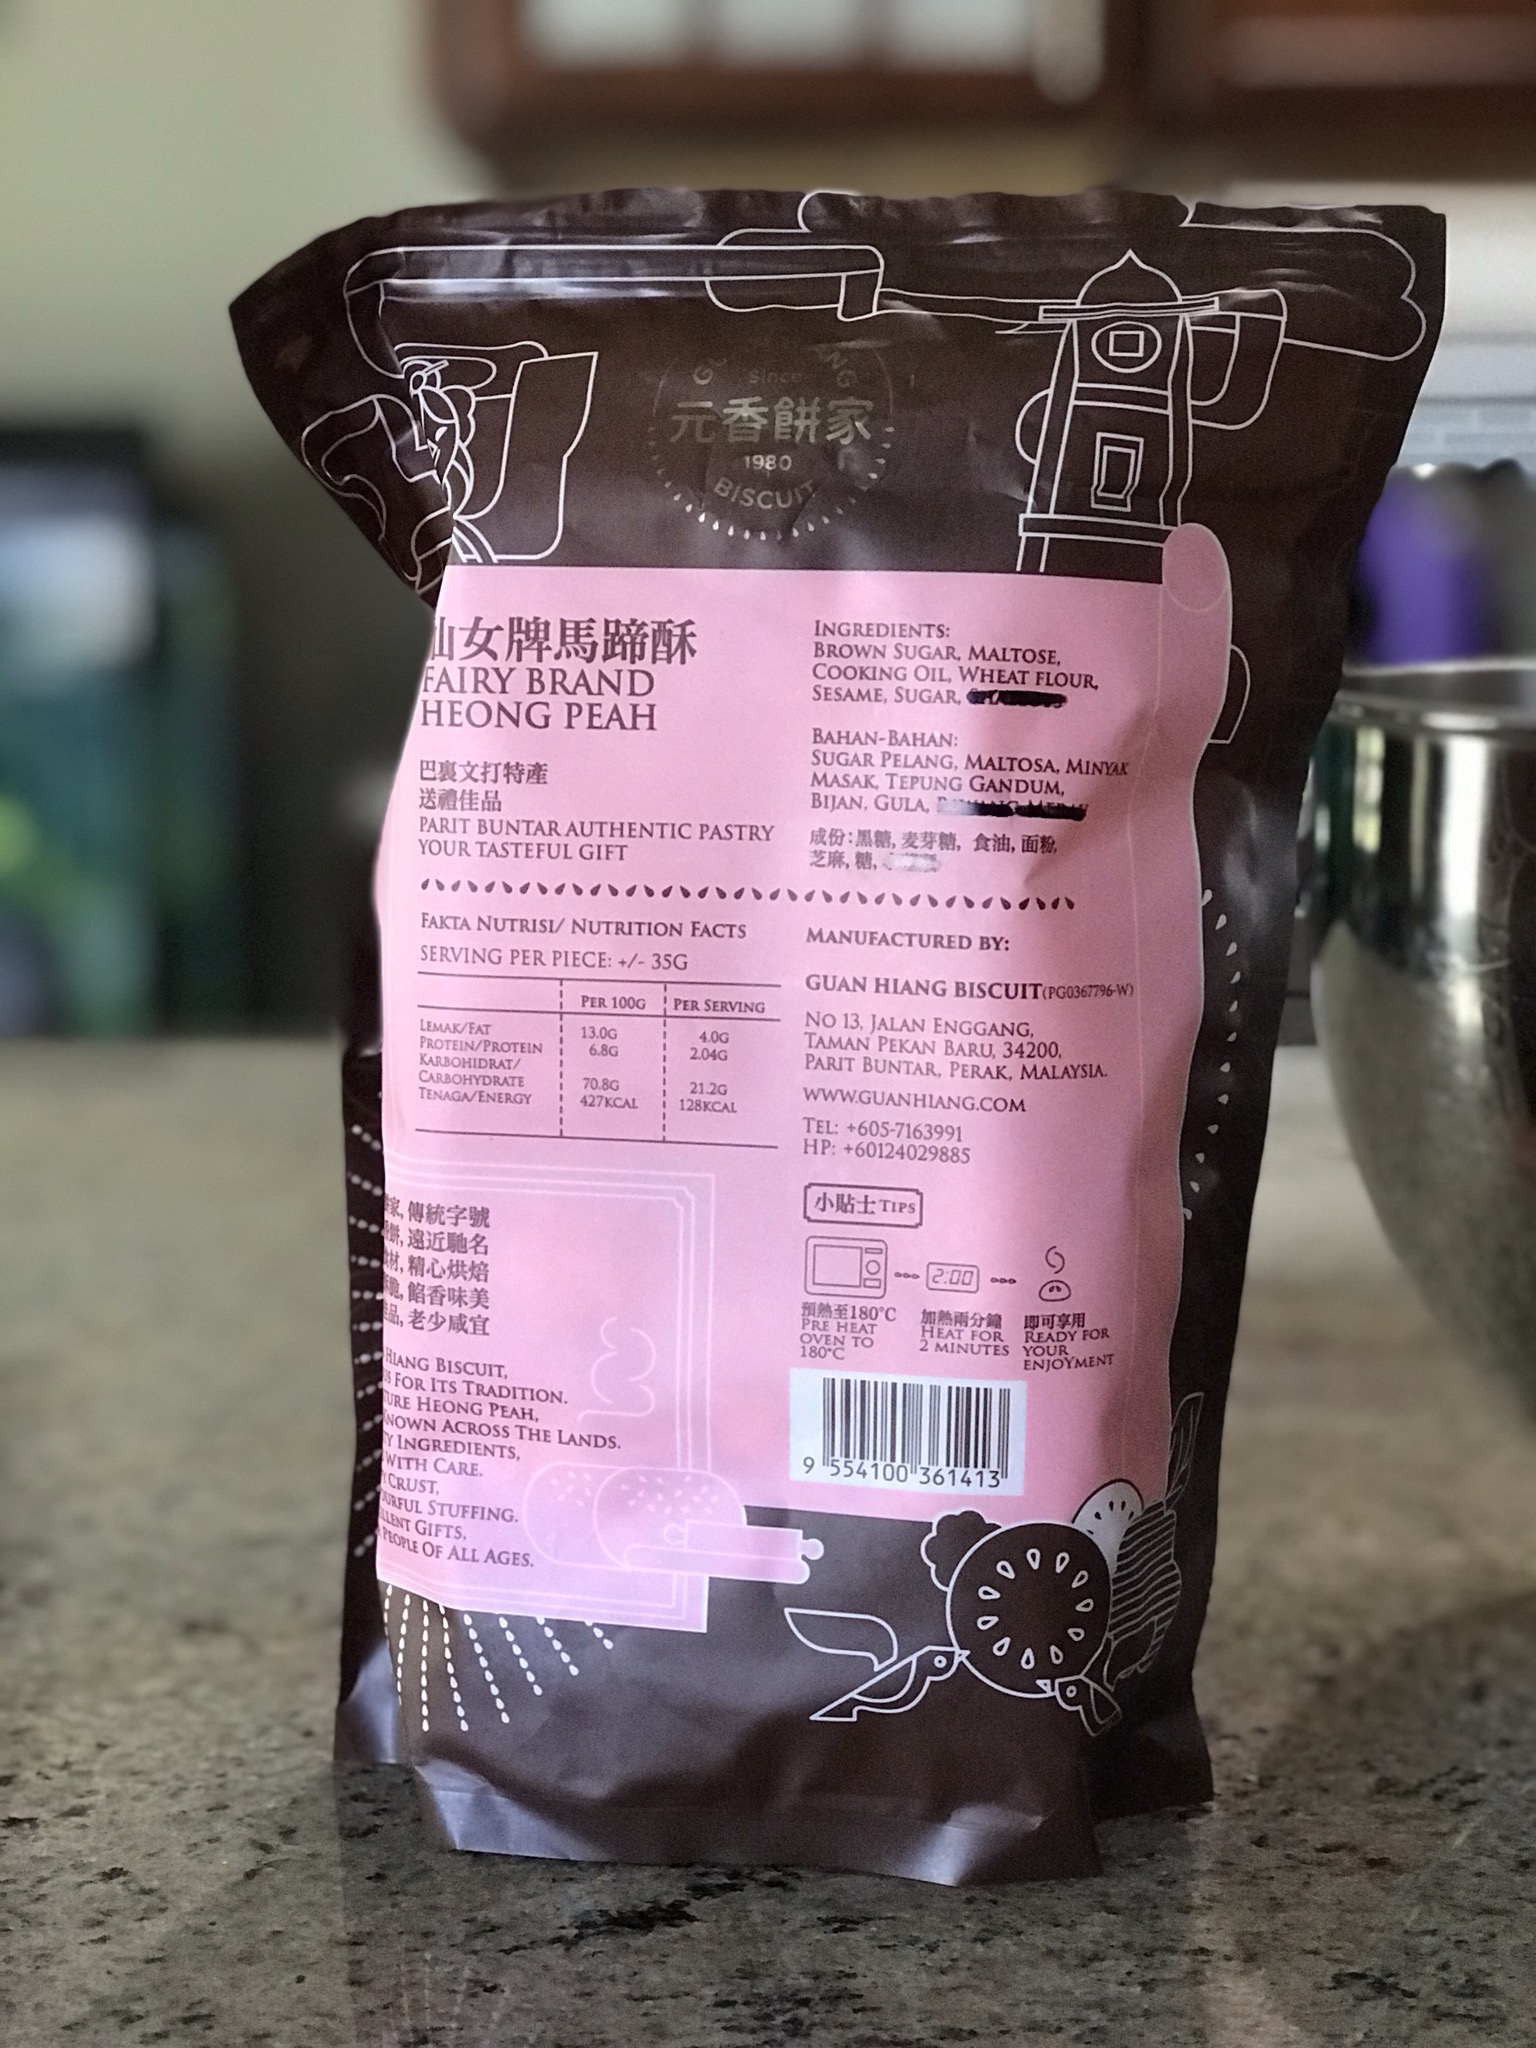 Since
元香餅家
1980
BISCUIT
仙女牌馬蹄酥
FAIRY BRAND
HEONG PEAH
巴裏文打特產
送禮佳品
PARIT BUNTAR AUTHENTIC PASTRY
YOUR TASTEFUL GIFT
INGREDIENTS:
BROWN SUGAR, MALTOSE,
COOKING OIL, WHEAT FLOUR,
SESAME, SUGAR,
BAHAN-BAHAN:
SUGAR PELANG, MALTOSA, MINYAK
MASAK, TEPUNG GANDUM,
BIJAN, GULA,
成份:黑糖, 麦芽糖, 食油, 面粉,
芝麻, 糖,
FAKTA NUTRISI/ NUTRITION FACTS
SERVING PER PIECE: +/- 35G
PER 100G PER SERVING
LEMAK/FAT 13.0G 4.0G
PROTEIN/PROTEIN 6.8G 2.04G
KARBOHIDRAT/
CARBOHYDRATE 70.8G 21.2G
TENAGA/ENERGY 427KCAL 128KCAL
MANUFACTURED BY:
GUAN HIANG BISCUIT(PG0367796-W)
NO 13, JALAN ENGGANG,
TAMAN PEKAN BARU, 34200,
PARIT BUNTAR, PERAK, MALAYSIA.
WWW.GUANHIANG.COM
TEL: +605-7163991
HP: +60124029885
小貼士 TIPS
2:00
預熱至180°C
PRE HEAT
OVEN TO
180°C
加熱兩分鐘
HEAT FOR
2 MINUTES
即可享用
READY FOR
YOUR
ENJOYMENT
9 554100 361413
家, 傳統字號
餅, 遠近馳名
材, 精心烘焙
脆, 餡香味美
品, 老少咸宜
HIANG BISCUIT,
FOR ITS TRADITION.
HEONG PEAH,
KNOWN ACROSS THE LANDS.
INGREDIENTS,
WITH CARE.
CRUST,
STUFFING.
GIFTS,
PEOPLE OF ALL AGES.